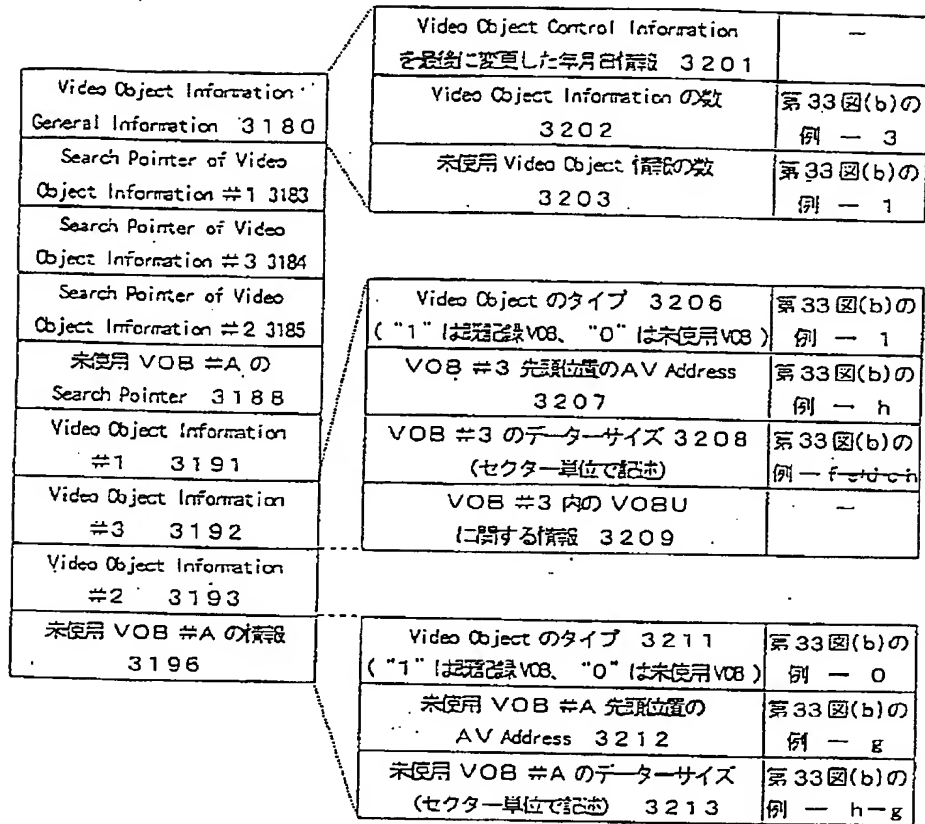 Video Object Information
General Information 3180
Search Pointer of Video
Object Information #1 3183
Search Pointer of Video
Object Information #3 3184
Search Pointer of Video
Object Information #2 3185
未使用 VOB #A の
Search Pointer 3188
Video Object Information
#1 3191
Video Object Information
#3 3192
Video Object Information
#2 3193
未使用 VOB #A の情報
3196
Video Object Control Information
を最後に変更した年月日情報 3201
—
Video Object Information の数
3202
第33図(b)の
例 — 3
未使用 Video Object 情報の数
3203
第33図(b)の
例 — 1
Video Object のタイプ 3206
("1" は既記録VOB、 "0" は未使用VOB)
第33図(b)の
例 — 1
VOB #3 先頭位置のAV Address
3207
第33図(b)の
例 — h
VOB #3 のデーターサイズ 3208
(セクター単位で記述)
第33図(b)の
例 —
VOB #3 内の VOBU
に関する情報 3209
—
Video Object のタイプ 3211
("1" は既記録VOB、 "0" は未使用VOB)
第33図(b)の
例 — 0
未使用 VOB #A 先頭位置の
AV Address 3212
第33図(b)の
例 — g
未使用 VOB #A のデーターサイズ
(セクター単位で記述) 3213
第33図(b)の
例 — h-g